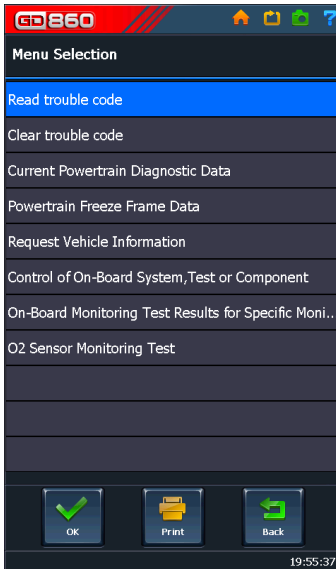 GD860
?
Menu Selection
Read trouble code
Clear trouble code
Current Powertrain Diagnostic Data
Powertrain Freeze Frame Data
Request Vehicle Information
Control of On-Board System,Test or Component
On-Board Monitoring Test Results for Specific Moni..
O2 Sensor Monitoring Test
OK
Print
Back
19:55:37